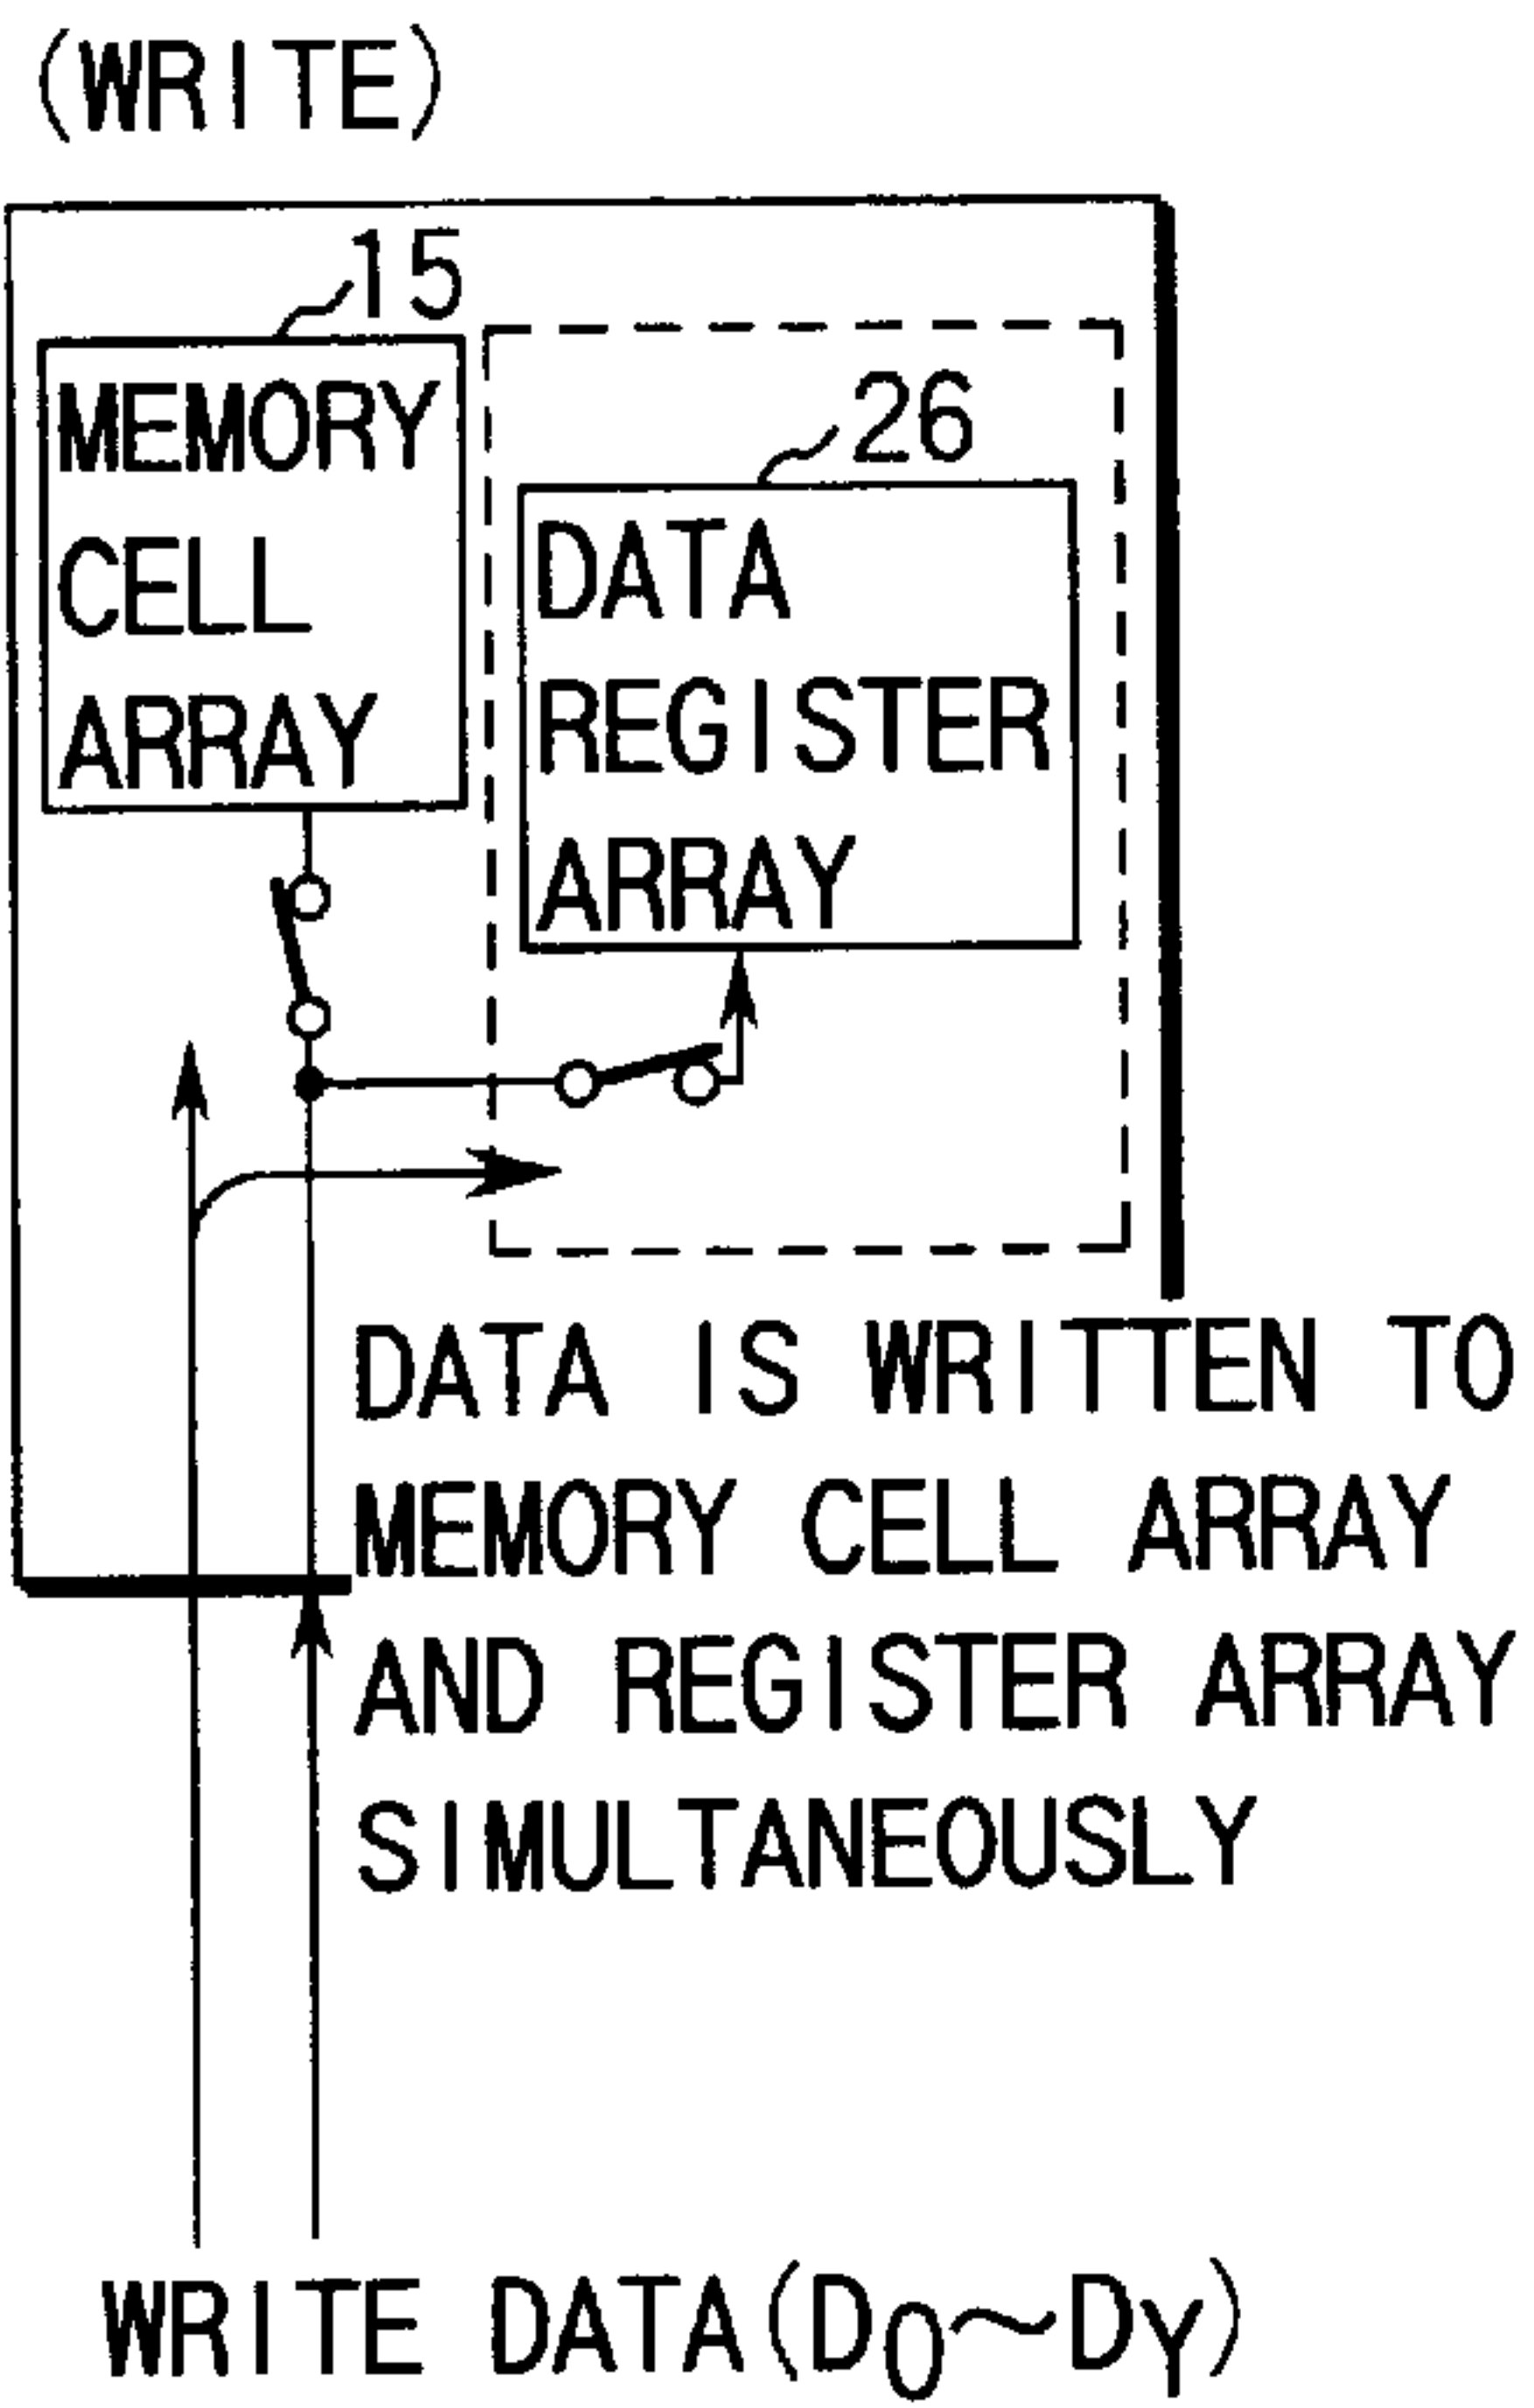 (WRITE)
15
MEMORY
CELL
ARRAY
26
DATA
REGISTER
ARRAY
DATA IS WRITTEN TO
MEMORY CELL ARRAY
AND REGISTER ARRAY
SIMULTANEOUSLY
WRITE DATA(D0~DY)